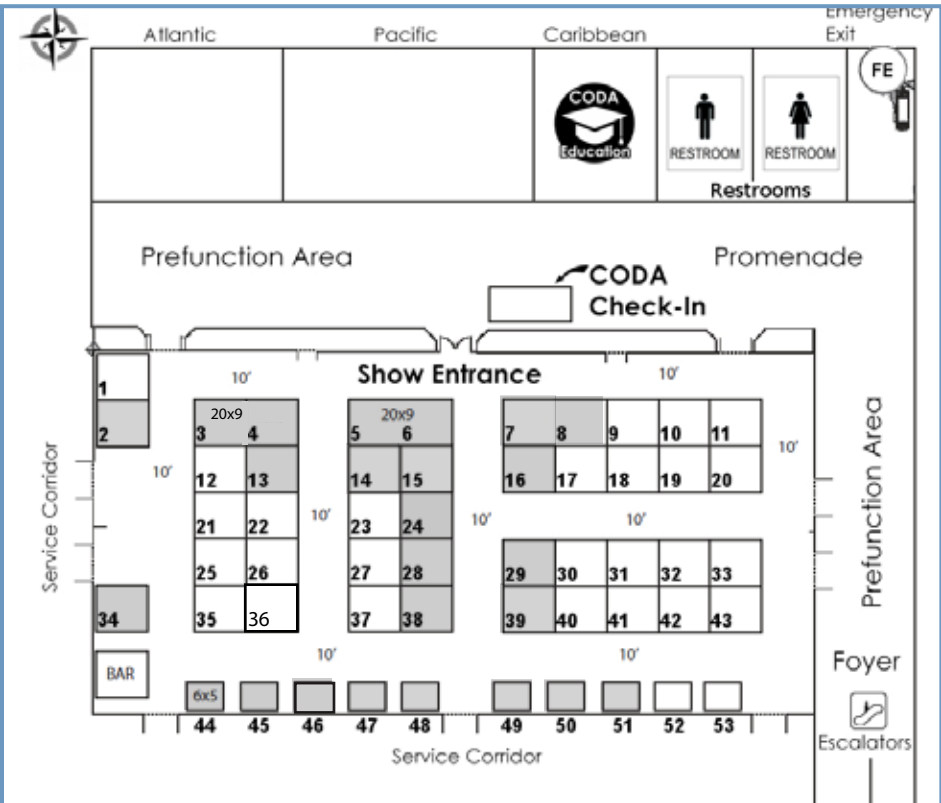 Emergency
Atlantic Pacific Caribbean Exit
FE
CODA
Education
RESTROOM RESTROOM
Restrooms
Prefunction Area Promenade
CODA
Check-In
Show Entrance
10' 10'
1
20x9 20x9
2 3 4 5 6 7 8 9 10 11
10'
10'
12 13 14 15 16 17 18 19 20
Service Corridor
Prefunction Area
10' 10' 10'
21 22 23 24
25 26 27 28 29 30 31 32 33
34 35 36 37 38 39 40 41 42 43
10' 10'
BAR
Foyer
6x5
44 45 46 47 48 49 50 51 52 53
Escalators
Service Corridor